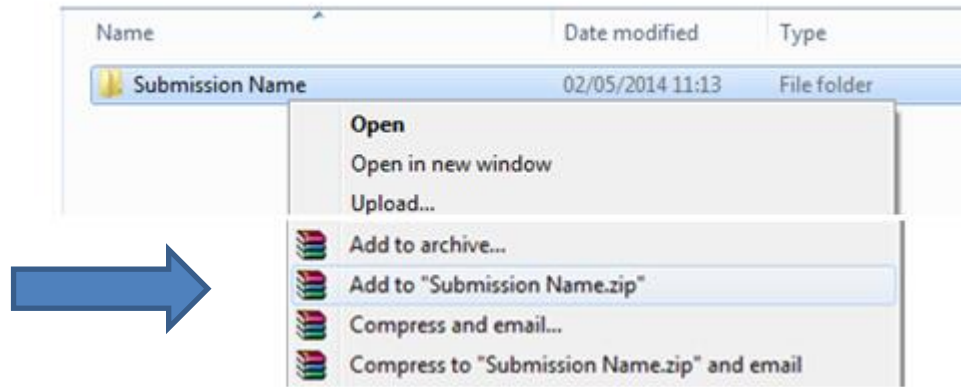 Name Date modified Type
Submission Name 02/05/2014 11:13 File folder
Open
Open in new window
Upload...
Add to archive...
Add to "Submission Name.zip"
Compress and email...
Compress to "Submission Name.zip" and email